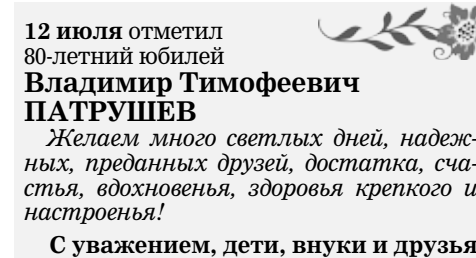 12 июля отметил
80-летний юбилей
Владимир Тимофеевич
ПАТРУШЕВ
Желаем много светлых дней, надеж-
ных, преданных друзей, достатка, сча-
стья, вдохновенья, здоровья крепкого и
настроенья!
С уважением, дети, внуки и друзья